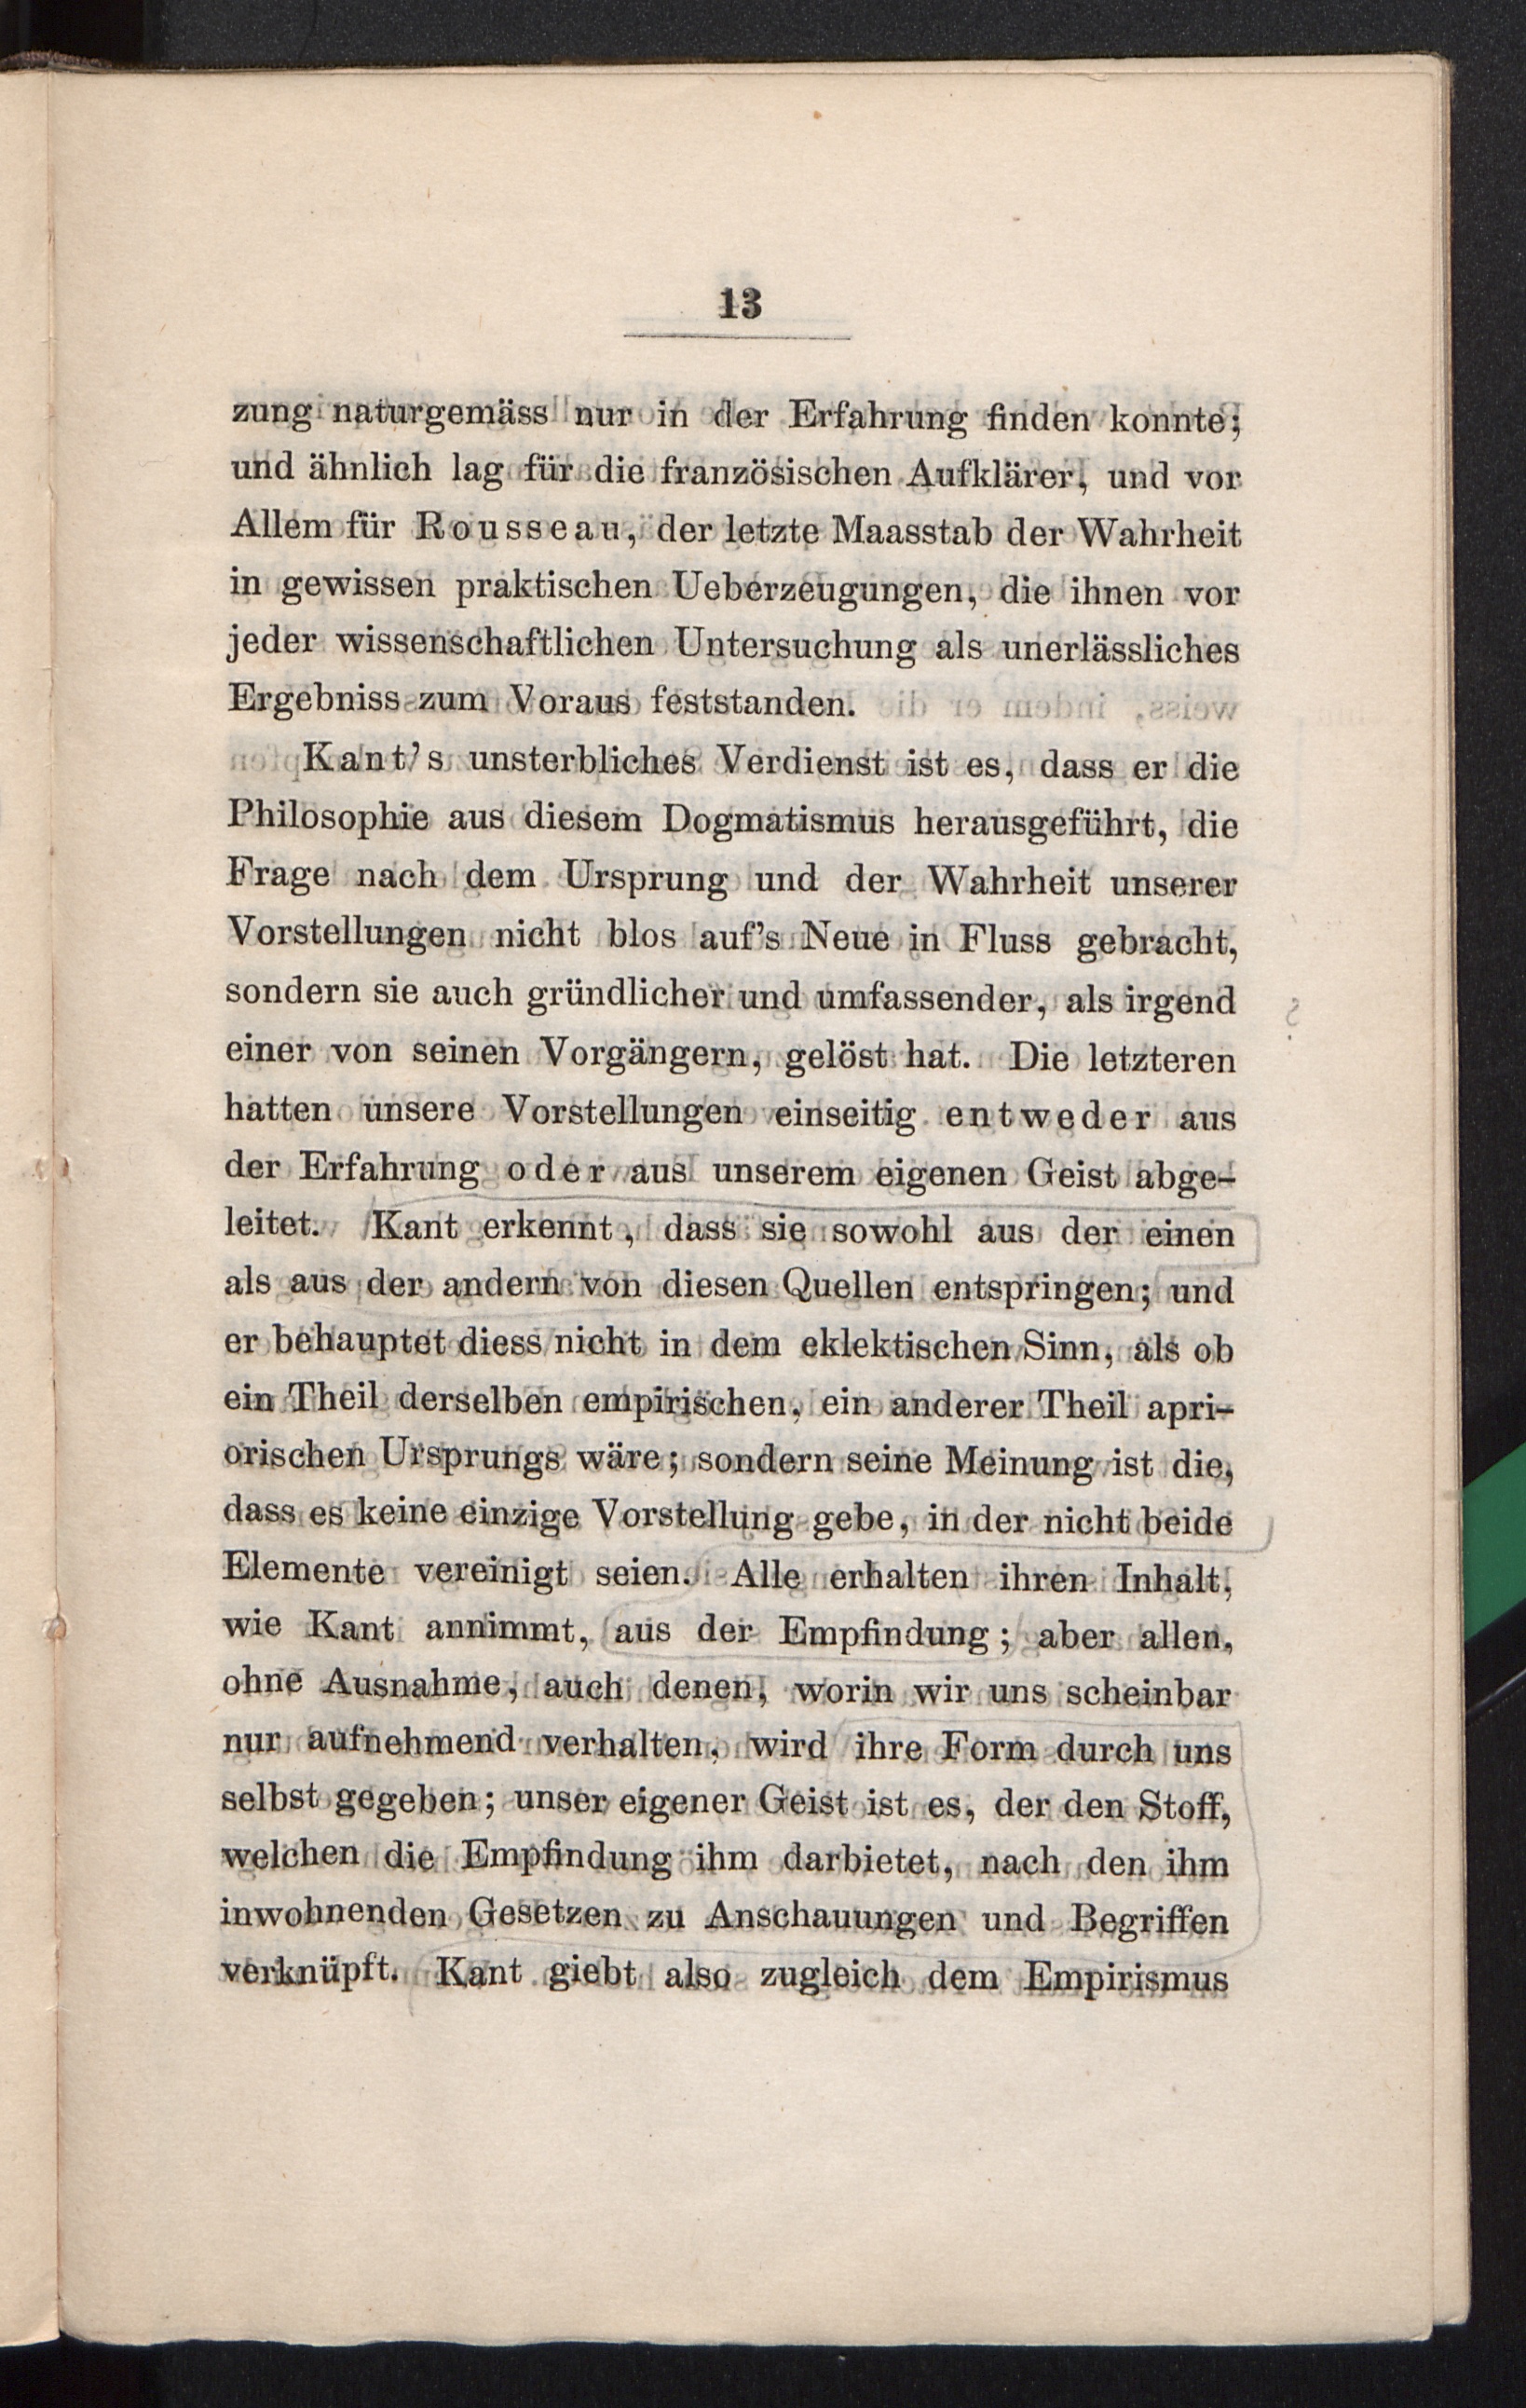 13
zung naturgemäss nur in der Erfahrung finden konnte;
und ähnlich lag für die französischen Aufklärer, und vor
Allem für Rousseau, der letzte Maasstab der Wahrheit
in gewissen praktischen Ueberzeugungen, die ihnen vor
jeder wissenschaftlichen Untersuchung als unerlässliches
Ergebniss zum Voraus feststanden.
Kant's unsterbliches Verdienst ist es, dass er die
Philosophie aus diesem Dogmatismus herausgeführt, die
Frage nach dem Ursprung und der Wahrheit unserer
Vorstellungen nicht blos auf's Neue in Fluss gebracht,
sondern sie auch gründlicher und umfassender, als irgend
einer von seinen Vorgängern, gelöst hat. Die letzteren
hatten unsere Vorstellungen einseitig entweder aus
der Erfahrung oder aus unserem eigenen Geist abge-
leitet. Kant erkennt, dass sie sowohl aus der einen
als aus der andern von diesen Quellen entspringen; und
er behauptet diess nicht in dem eklektischen Sinn, als ob
ein Theil derselben empirischen, ein anderer Theil apri-
orischen Ursprungs wäre; sondern seine Meinung ist die,
dass es keine einzige Vorstellung gebe, in der nicht beide
Elemente vereinigt seien. Alle erhalten ihren Inhalt,
wie Kant annimmt, aus der Empfindung; aber allen,
ohne Ausnahme, auch denen, worin wir uns scheinbar
nur aufnehmend verhalten, wird ihre Form durch uns
selbst gegeben; unser eigener Geist ist es, der den Stoff,
welchen die Empfindung ihm darbietet, nach den ihm
inwohnenden Gesetzen zu Anschauungen und Begriffen
verknüpft. Kant giebt also zugleich dem Empirismus